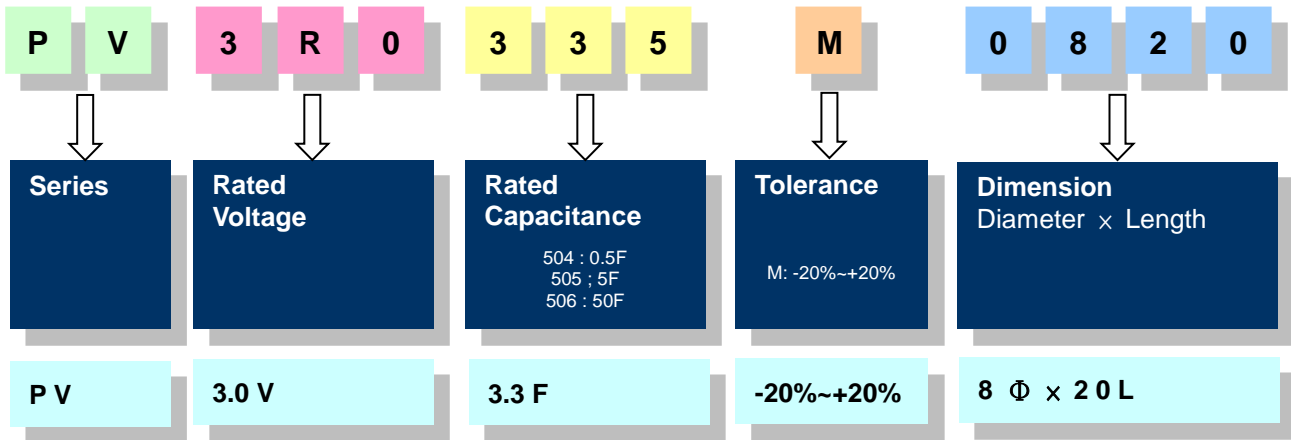 P V 3 R 0 3 3 5 M 0 8 2 0
Series
Rated
Voltage
Rated
Capacitance
504 : 0.5F
505 ; 5F
506 : 50F
Tolerance
M: -20%~+20%
Dimension
Diameter × Length
P V
3.0 V
3.3 F
-20%~+20%
8 Φ × 2 0 L